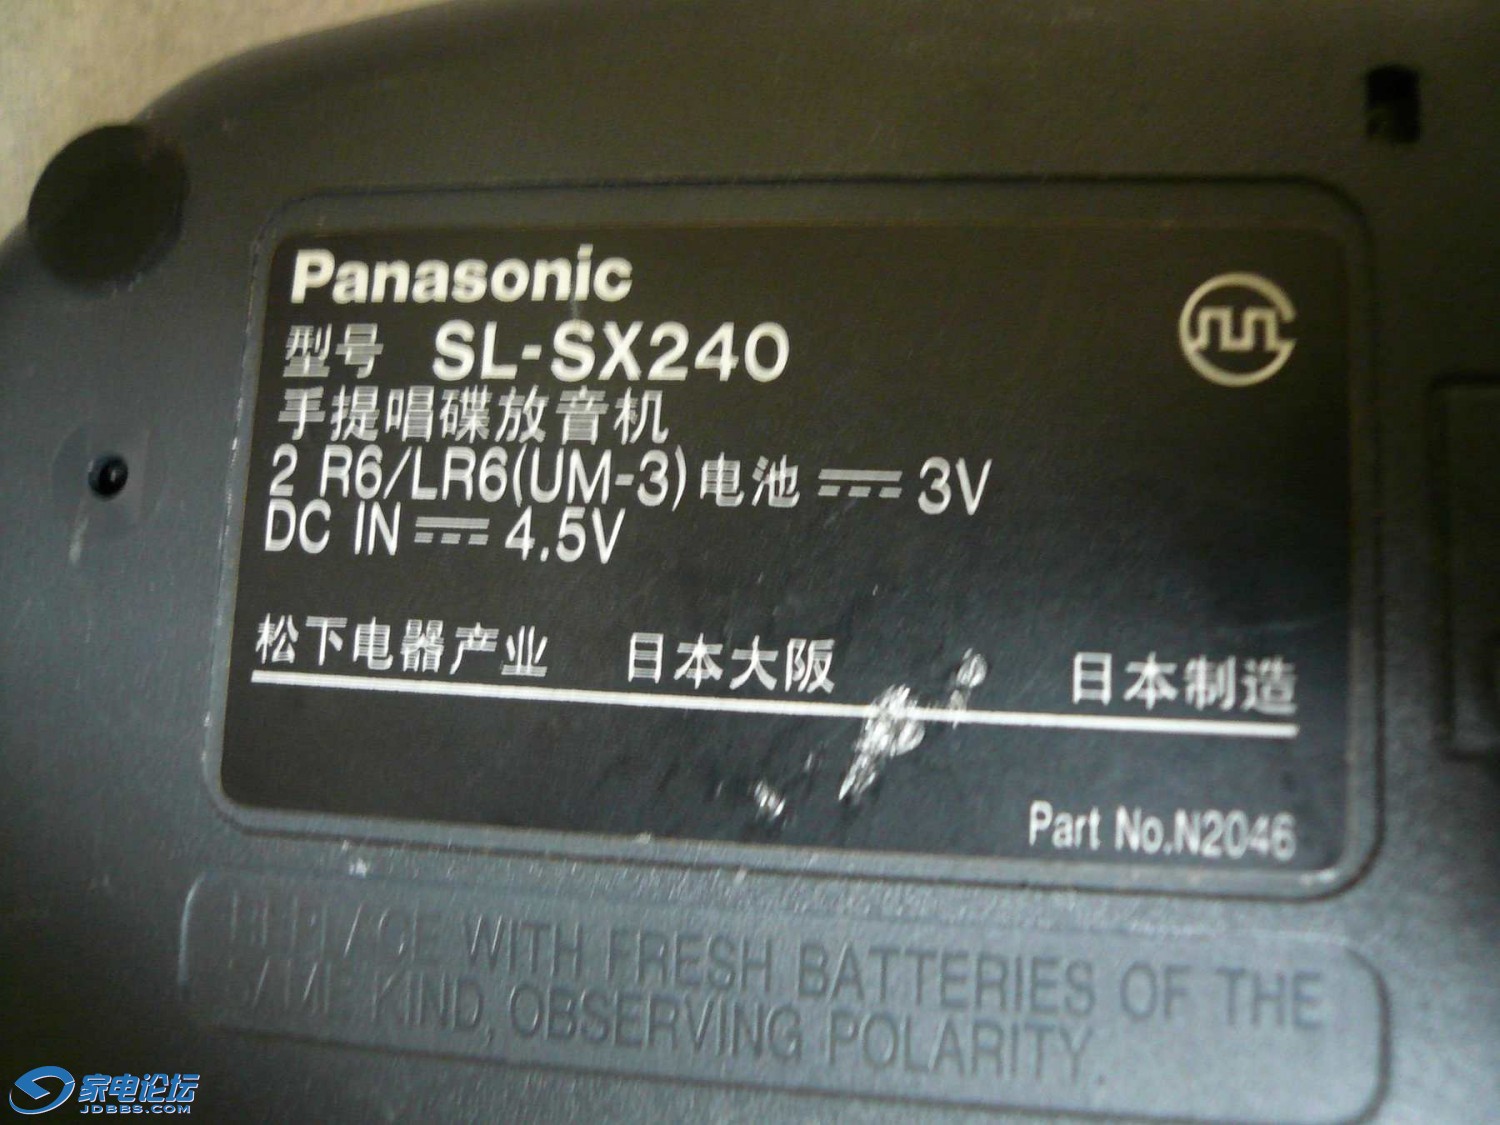 Panasonic
型号 SL-SX240
手提唱碟放音机
2 R6/LR6(UM-3)电池 ⎓ 3V
DC IN ⎓ 4.5V
松下电器产业 日本大阪 日本制造
Part No.N2046
REPLACE WITH FRESH BATTERIES OF THE
SAME KIND, OBSERVING POLARITY
家电论坛
JDBBS.COM